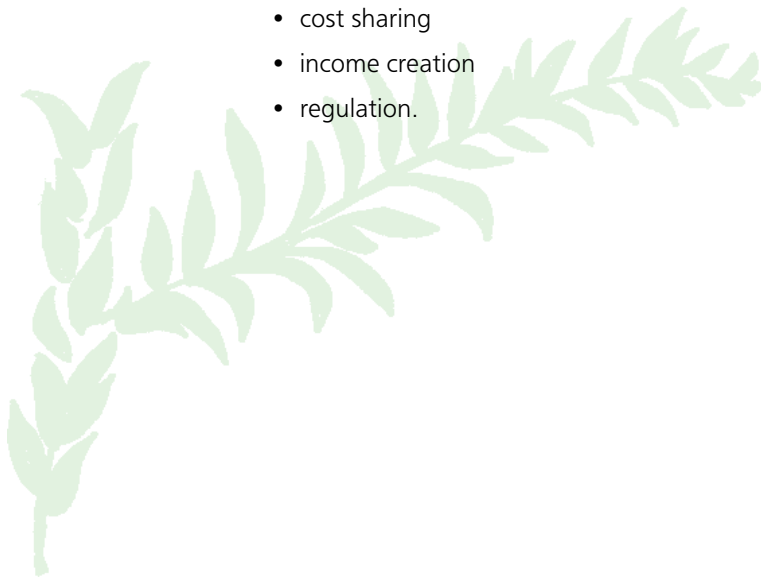 • cost sharing
• income creation
• regulation.